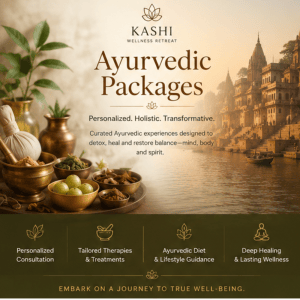 KASHI
WELLNESS RETREAT
Ayurvedic
Packages
Personalized. Holistic. Transformative.
Curated Ayurvedic experiences designed to
detox, heal and restore balance—mind, body
and spirit.
Personalized
Consultation
Tailored Therapies
& Treatments
Ayurvedic Diet
& Lifestyle Guidance
Deep Healing
& Lasting Wellness
EMBARK ON A JOURNEY TO TRUE WELL-BEING.